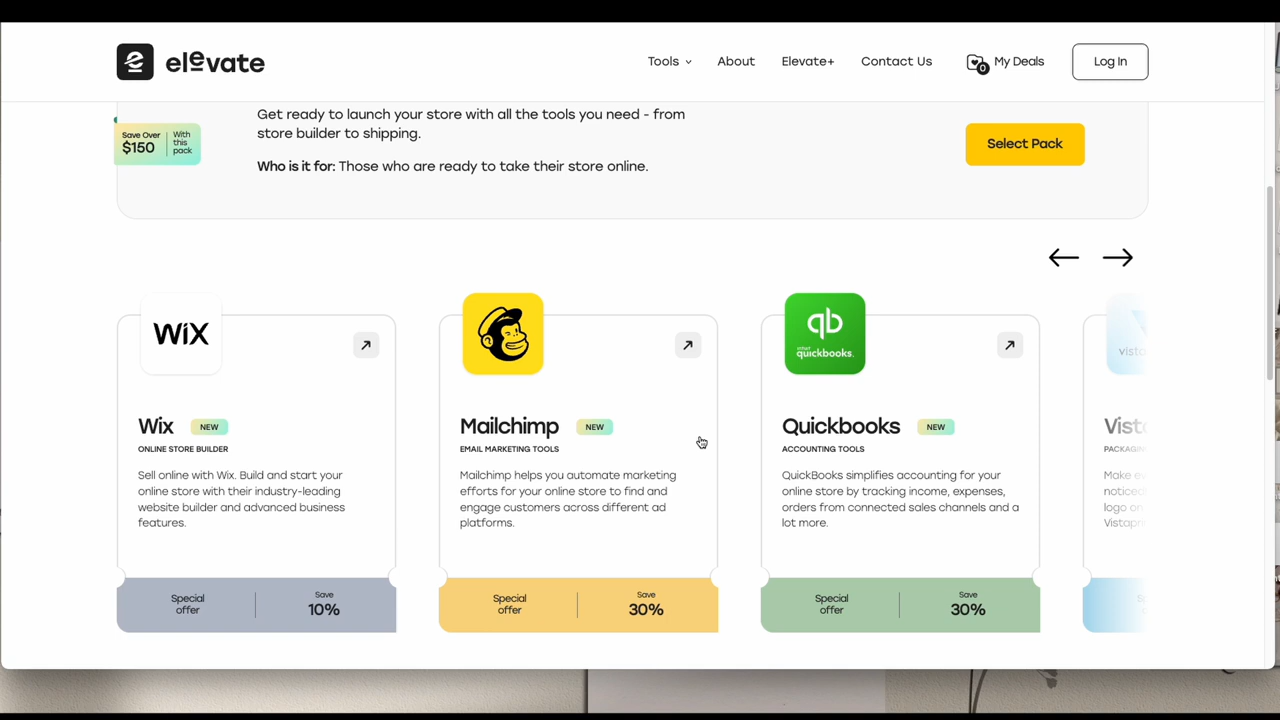 elevate
Tools
About
Elevate+
Contact Us
0
My Deals
Log In
Save Over
$150
With
this
pack
Get ready to launch your store with all the tools you need - from
store builder to shipping.
Who is it for: Those who are ready to take their store online.
Select Pack
WIX
Wix NEW
ONLINE STORE BUILDER
Sell online with Wix. Build and start your
online store with their industry-leading
website builder and advanced business
features.
Special
offer
Save
10%
Mailchimp NEW
EMAIL MARKETING TOOLS
Mailchimp helps you automate marketing
efforts for your online store to find and
engage customers across different ad
platforms.
Special
offer
Save
30%
qb
intuit
quickbooks.
Quickbooks NEW
ACCOUNTING TOOLS
QuickBooks simplifies accounting for your
online store by tracking income, expenses,
orders from connected sales channels and a
lot more.
Special
offer
Save
30%
logo on